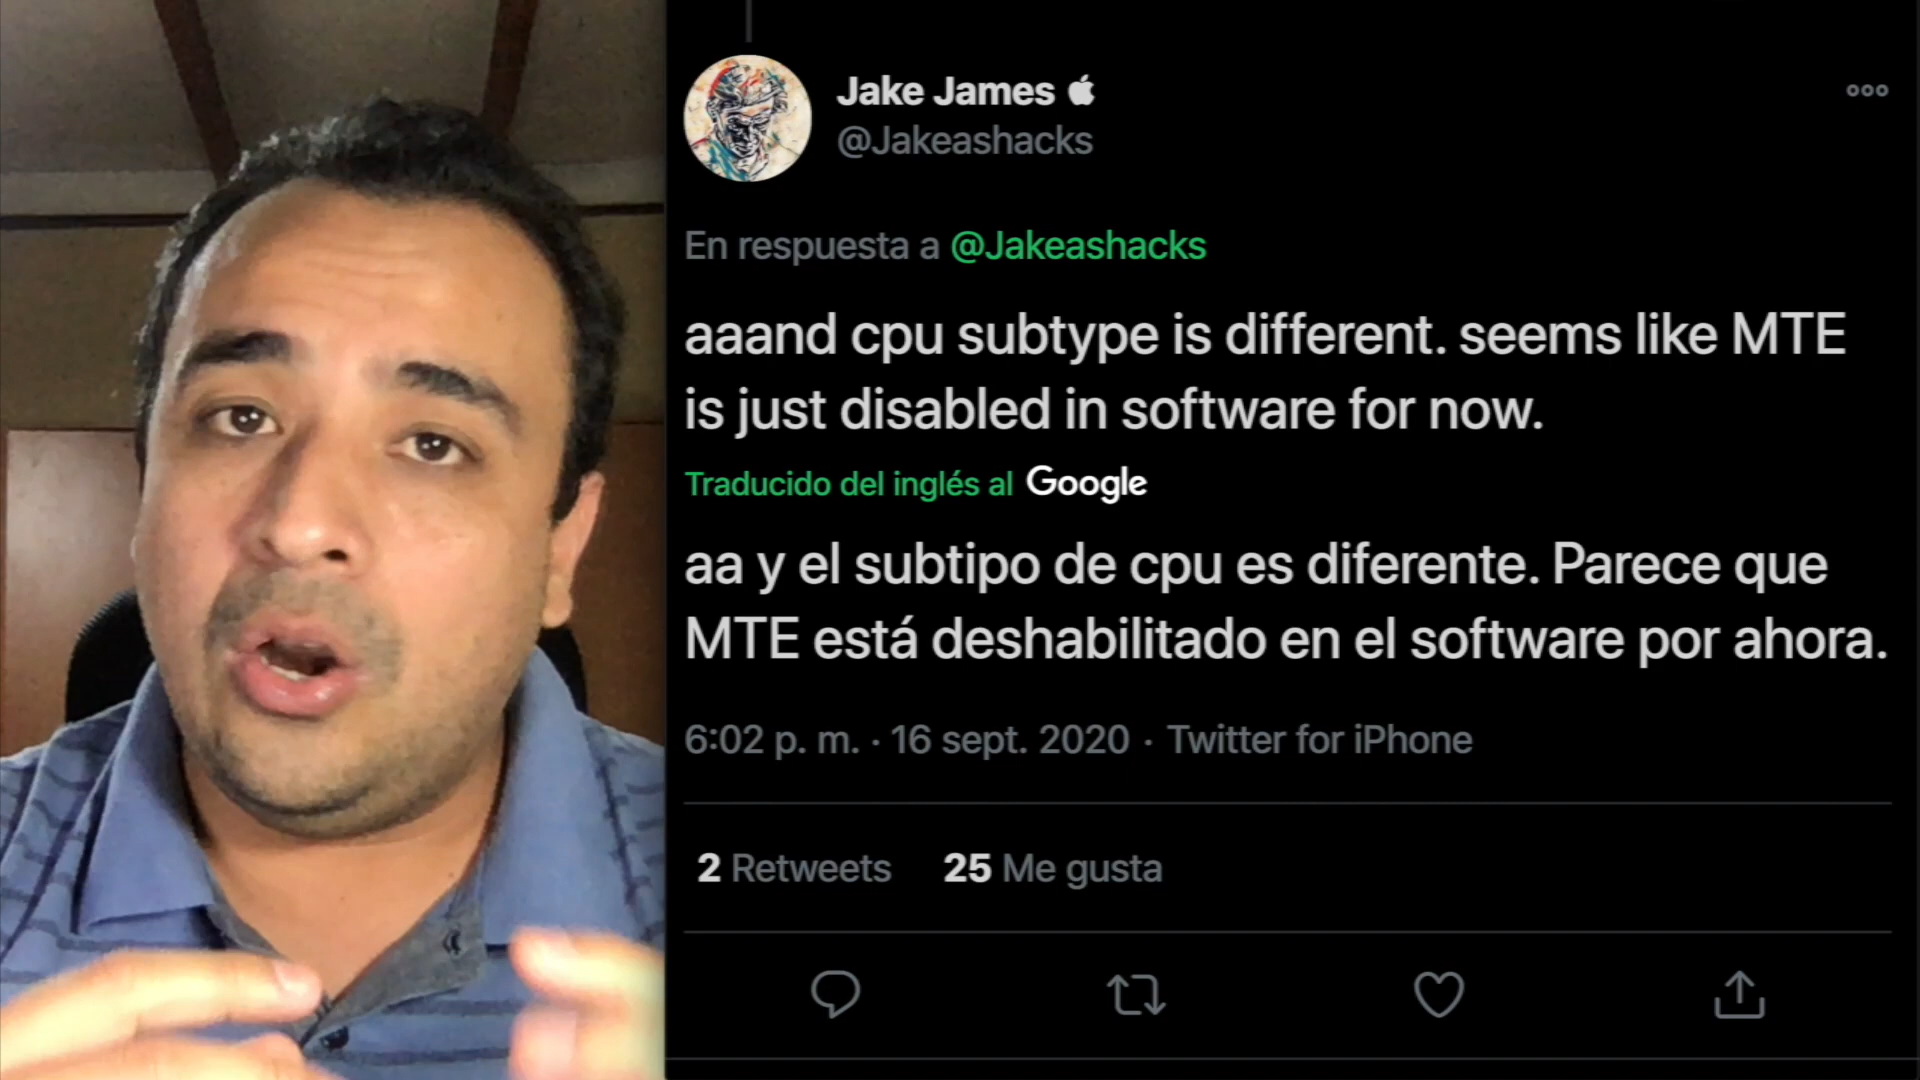 Jake James
@Jakeashacks
En respuesta a @Jakeashacks
aaand cpu subtype is different. seems like MTE
is just disabled in software for now.
Traducido del inglés al Google
aa y el subtipo de cpu es diferente. Parece que
MTE está deshabilitado en el software por ahora.
6:02 p. m. · 16 sept. 2020 · Twitter for iPhone
2 Retweets 25 Me gusta